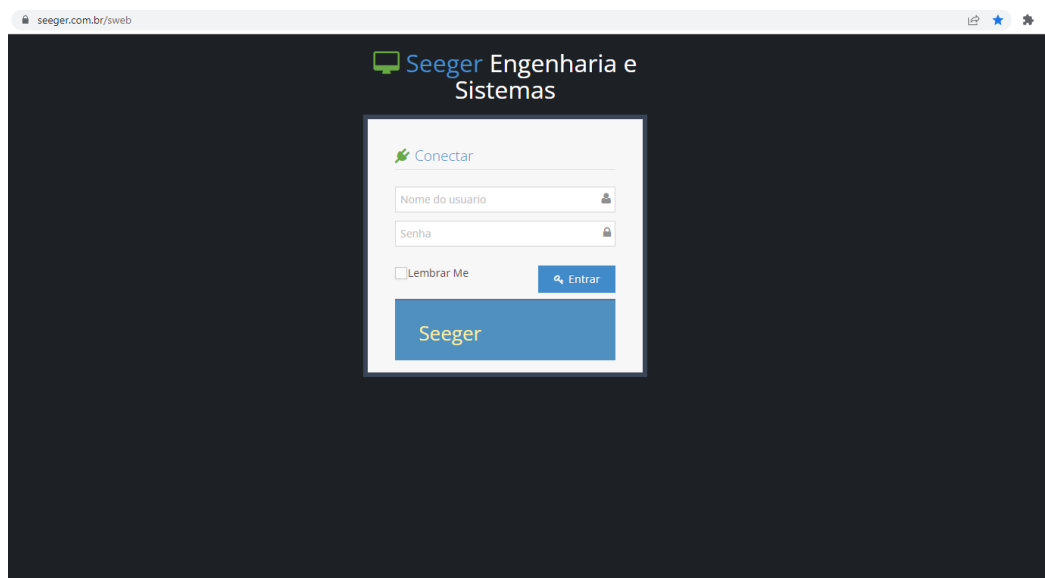 seeger.com.br/sweb
Seeger Engenharia e
Sistemas
Conectar
Nome do usuario
Senha
Lembrar Me
Entrar
Seeger